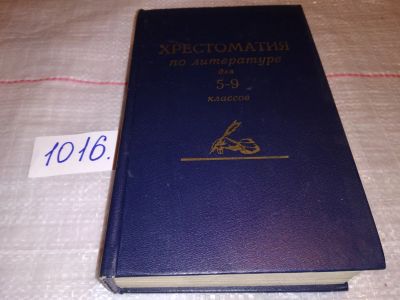 ХРЕСТОМАТИЯ
по литературе
для
5-9
классов
1016.